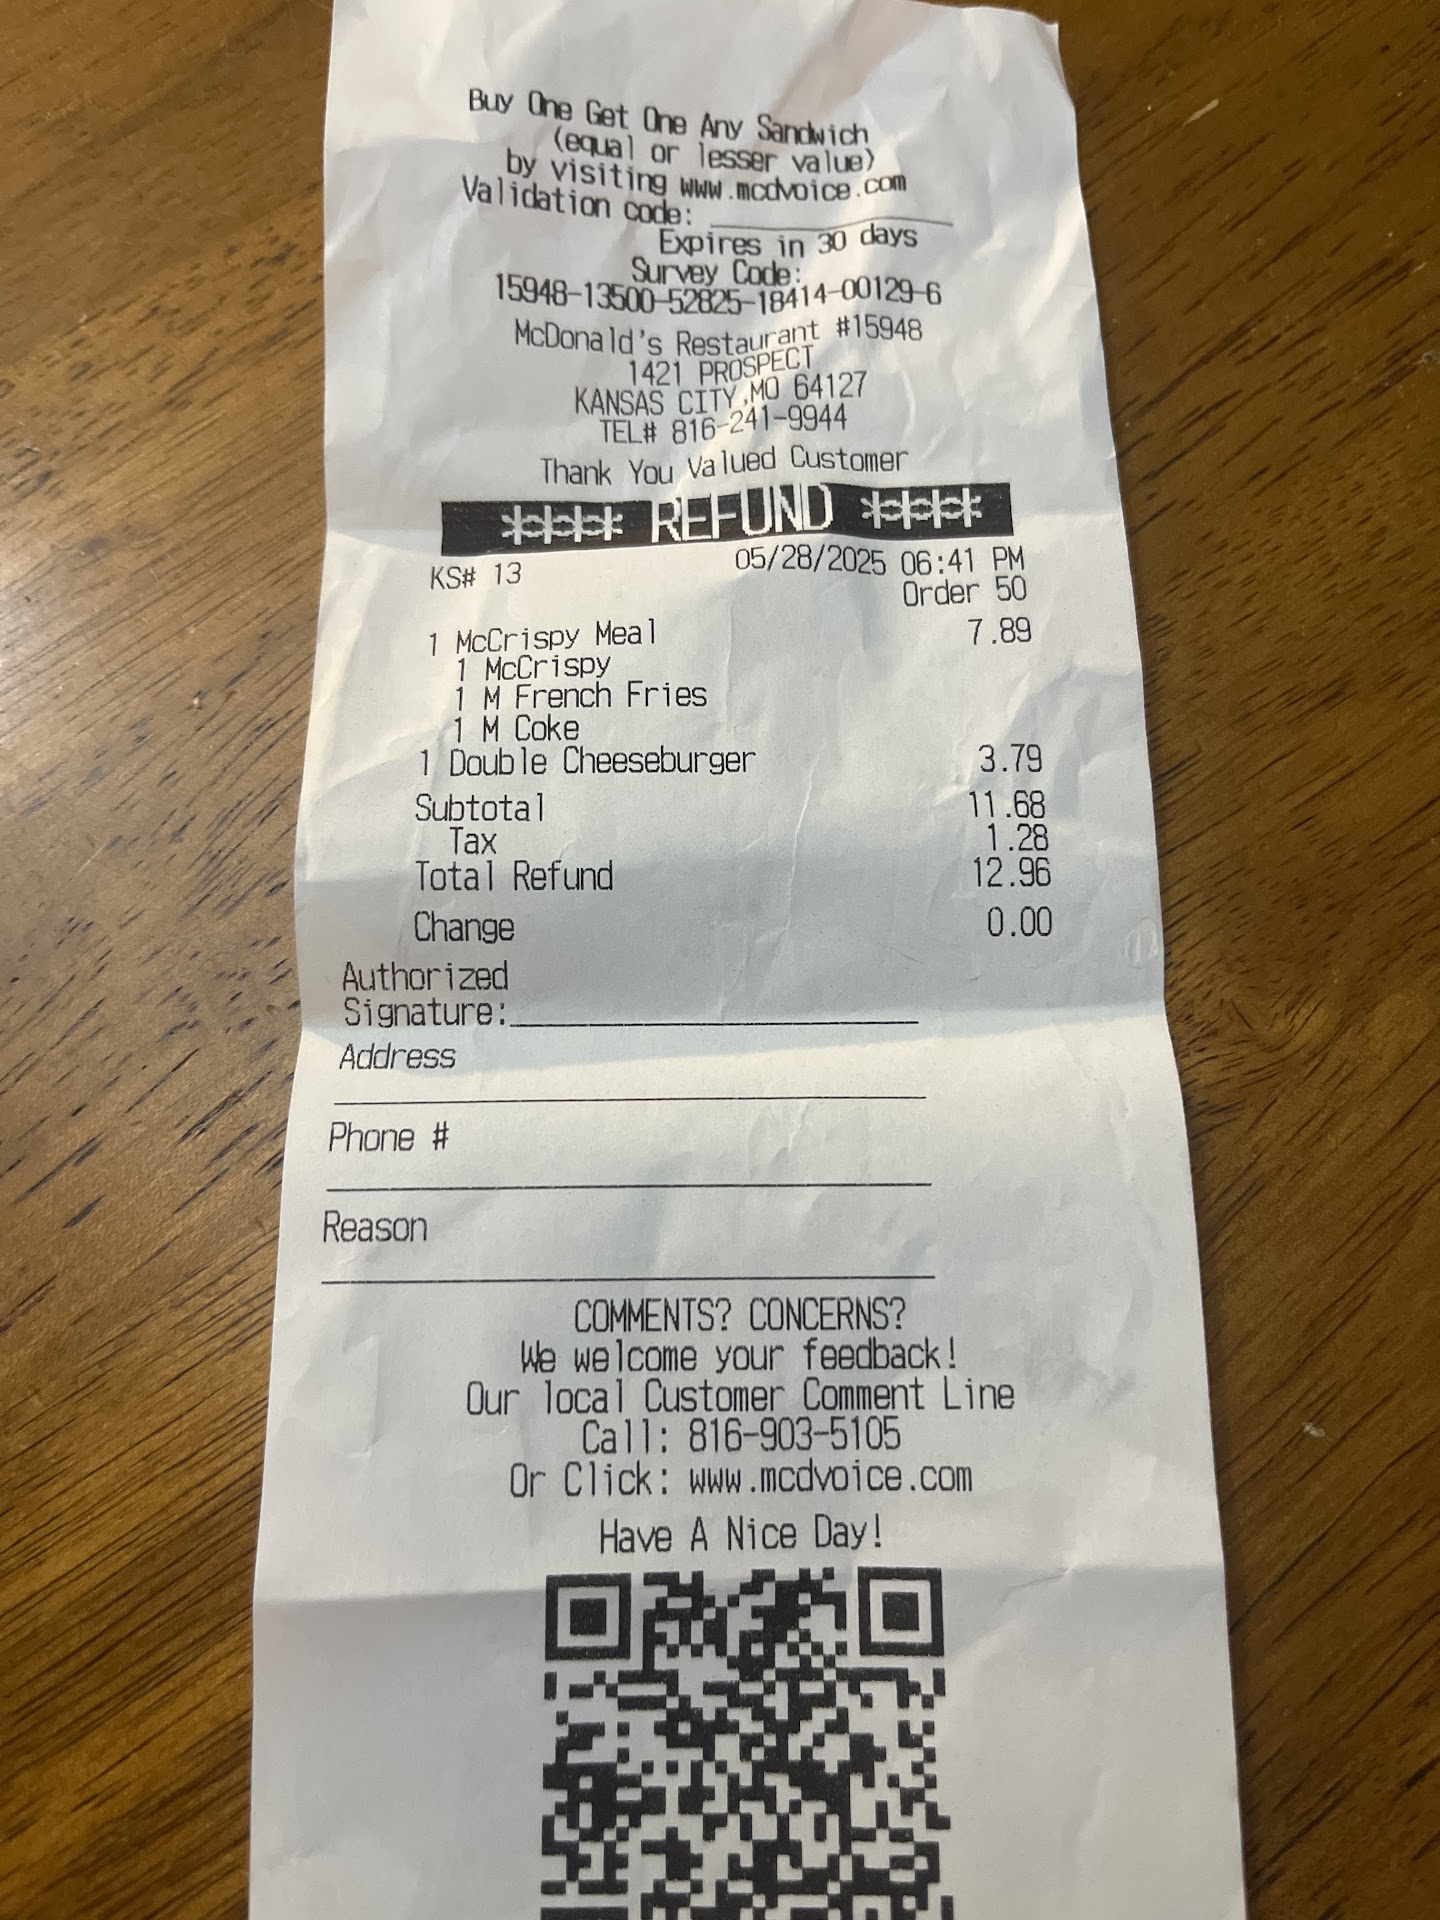 Buy One Get One Any Sandwich
(equal or lesser value)
by visiting www.mcdvoice.com
Validation code: ____________
Expires in 30 days
Survey Code:
15948-13500-52825-18414-00129-6
McDonald's Restaurant #15948
1421 PROSPECT
KANSAS CITY,MO 64127
TEL# 816-241-9944
Thank You Valued Customer
**** REFUND ****
KS# 13 05/28/2025 06:41 PM
Order 50
1 McCrispy Meal 7.89
1 McCrispy
1 M French Fries
1 M Coke
1 Double Cheeseburger 3.79
Subtotal 11.68
Tax 1.28
Total Refund 12.96
Change 0.00
Authorized
Signature:____________
Address
Phone #
Reason
COMMENTS? CONCERNS?
We welcome your feedback!
Our local Customer Comment Line
Call: 816-903-5105
Or Click: www.mcdvoice.com
Have A Nice Day!